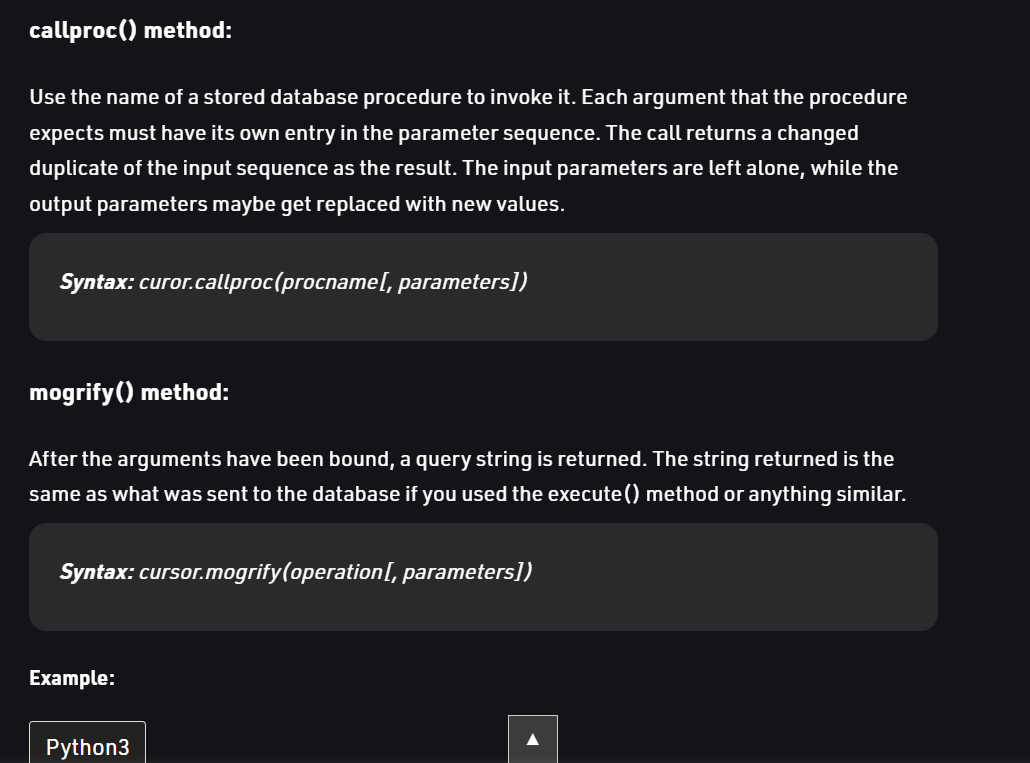 callproc() method:
Use the name of a stored database procedure to invoke it. Each argument that the procedure
expects must have its own entry in the parameter sequence. The call returns a changed
duplicate of the input sequence as the result. The input parameters are left alone, while the
output parameters maybe get replaced with new values.
Syntax: curor.callproc(procname[, parameters])
mogrify() method:
After the arguments have been bound, a query string is returned. The string returned is the
same as what was sent to the database if you used the execute() method or anything similar.
Syntax: cursor.mogrify(operation[, parameters])
Example:
Python3